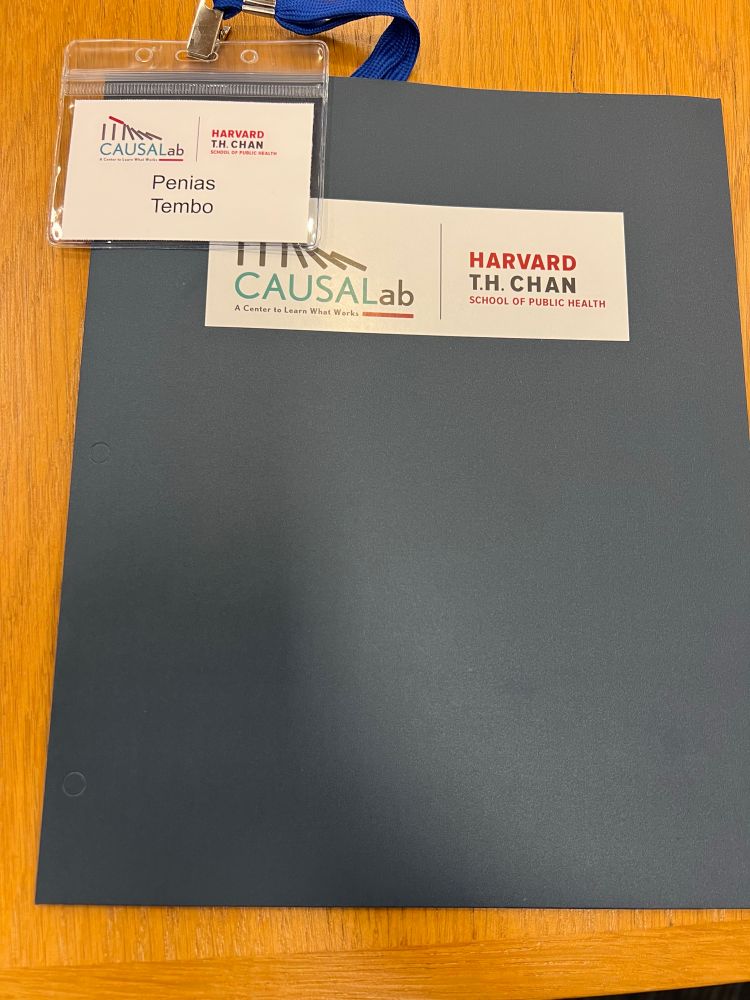 CAUSALab
A Center to Learn What Works
HARVARD
T.H. CHAN
SCHOOL OF PUBLIC HEALTH
Penias
Tembo
CAUSALab
A Center to Learn What Works
HARVARD
T.H. CHAN
SCHOOL OF PUBLIC HEALTH